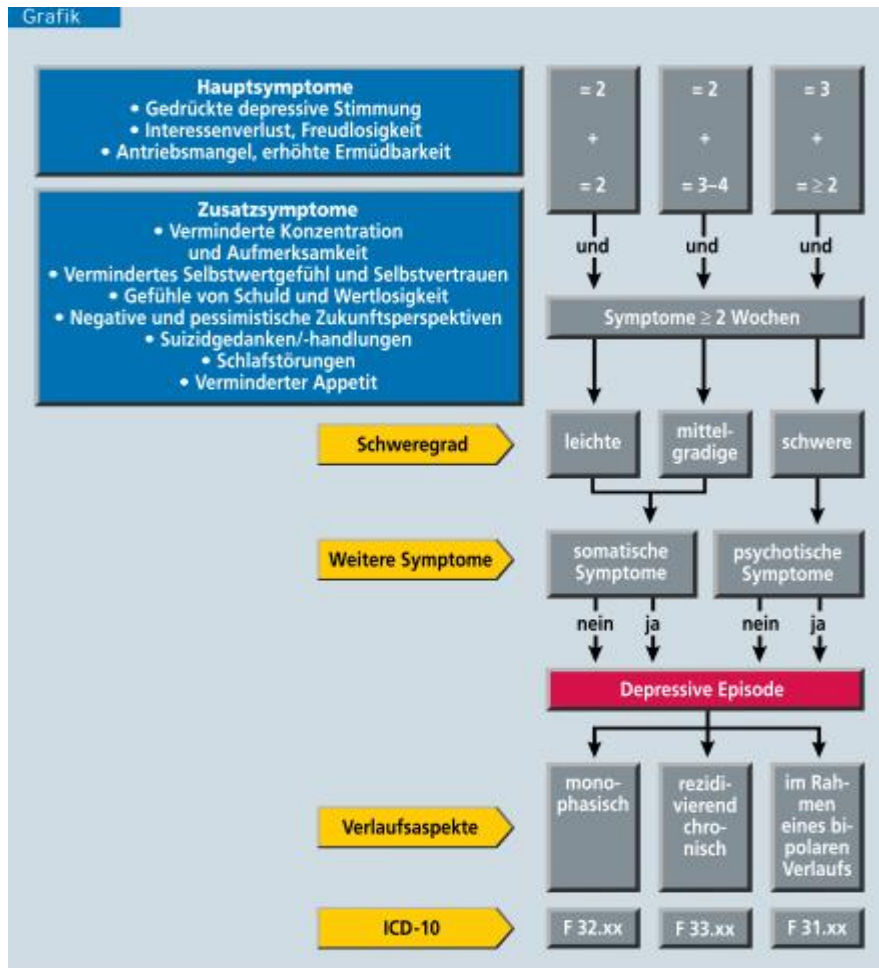 Grafik
Hauptsymptome
• Gedrückte depressive Stimmung
• Interessenverlust, Freudlosigkeit
• Antriebsmangel, erhöhte Ermüdbarkeit
= 2
+
= 2
= 2
+
= 3–4
= 3
+
= ≥ 2
Zusatzsymptome
• Verminderte Konzentration
und Aufmerksamkeit
• Vermindertes Selbstwertgefühl und Selbstvertrauen
• Gefühle von Schuld und Wertlosigkeit
• Negative und pessimistische Zukunftsperspektiven
• Suizidgedanken/-handlungen
• Schlafstörungen
• Verminderter Appetit
und
und
und
Symptome ≥ 2 Wochen
Schweregrad
leichte
mittel-
gradige
schwere
Weitere Symptome
somatische
Symptome
psychotische
Symptome
nein
ja
nein
ja
Depressive Episode
Verlaufsaspekte
mono-
phasisch
rezidi-
vierend
chro-
nisch
im Rah-
men
eines bi-
polaren
Verlaufs
ICD-10
F 32.xx
F 33.xx
F 31.xx